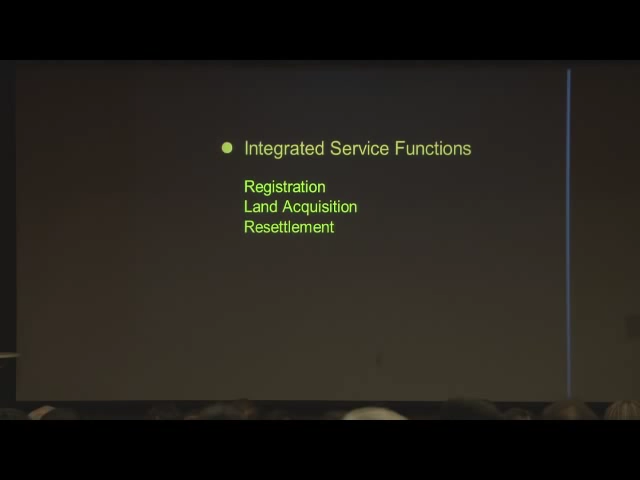 Integrated Service Functions
Registration
Land Acquisition
Resettlement